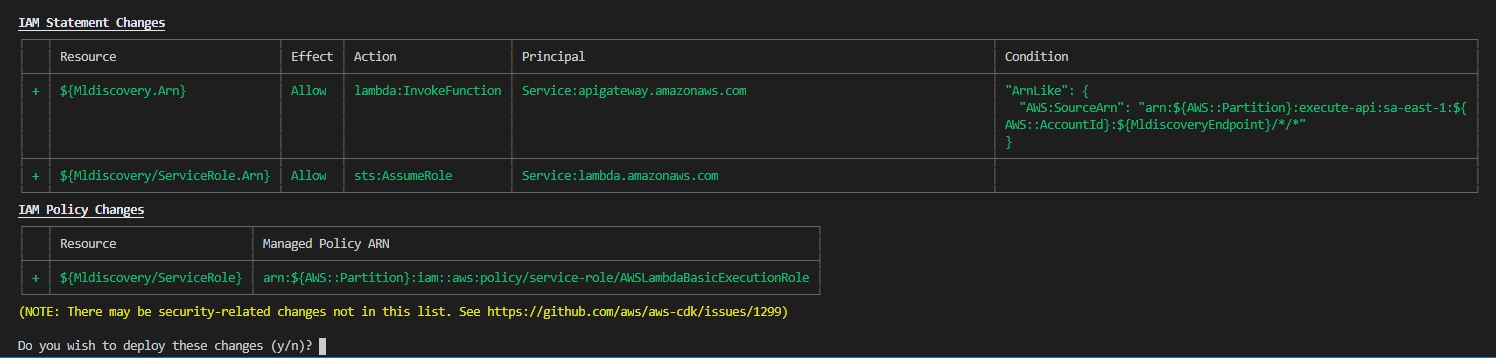 IAM Statement Changes
Resource Effect Action Principal Condition
+ ${Mldiscovery.Arn} Allow lambda:InvokeFunction Service:apigateway.amazonaws.com "ArnLike": {
"AWS:SourceArn": "arn:${AWS::Partition}:execute-api:sa-east-1:${
AWS::AccountId}:${MldiscoveryEndpoint}/*/*"
}
+ ${Mldiscovery/ServiceRole.Arn} Allow sts:AssumeRole Service:lambda.amazonaws.com
IAM Policy Changes
Resource Managed Policy ARN
+ ${Mldiscovery/ServiceRole} arn:${AWS::Partition}:iam::aws:policy/service-role/AWSLambdaBasicExecutionRole
(NOTE: There may be security-related changes not in this list. See https://github.com/aws/aws-cdk/issues/1299)
Do you wish to deploy these changes (y/n)?